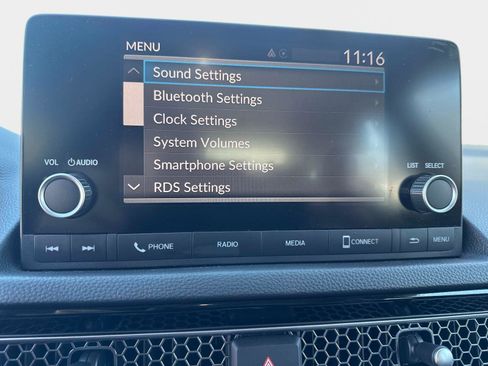 MENU 11:16
Sound Settings
Bluetooth Settings
Clock Settings
System Volumes
Smartphone Settings
RDS Settings
VOL AUDIO LIST SELECT
PHONE RADIO MEDIA CONNECT MENU